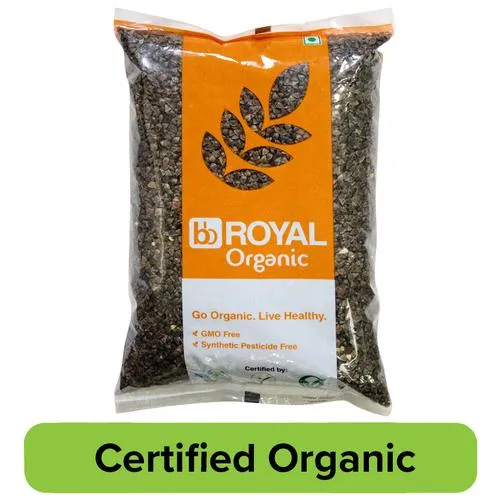 bb ROYAL
Organic
Go Organic. Live Healthy.
GMO Free
Synthetic Pesticide Free
Certified by:
Certified Organic